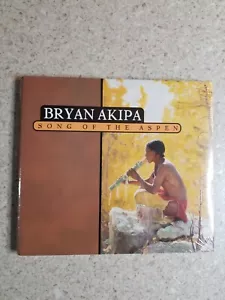 BRYAN AKIPA
SONG OF THE ASPEN